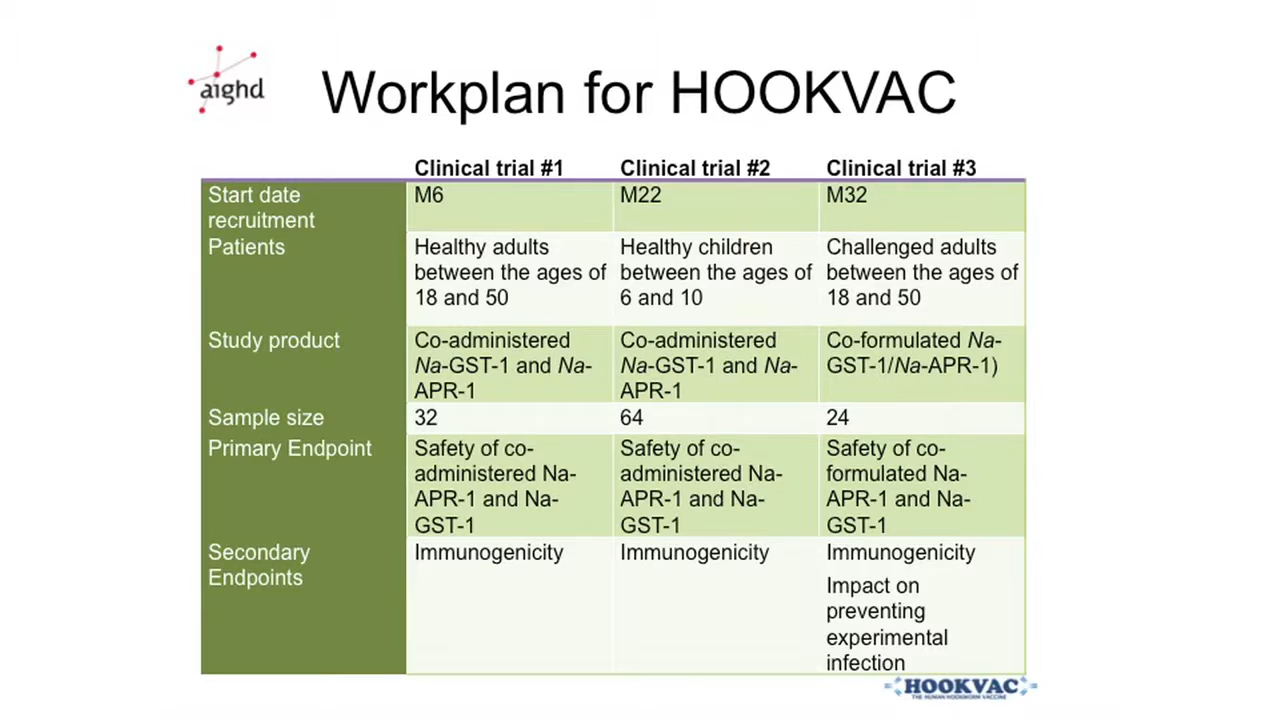 aighd
Workplan for HOOKVAC
Clinical trial #1 Clinical trial #2 Clinical trial #3
Start date
recruitment
M6
M22
M32
Patients
Healthy adults
between the ages of
18 and 50
Healthy children
between the ages of
6 and 10
Challenged adults
between the ages of
18 and 50
Study product
Co-administered
Na-GST-1 and Na-
APR-1
Co-administered
Na-GST-1 and Na-
APR-1
Co-formulated Na-
GST-1/Na-APR-1)
Sample size
32
64
24
Primary Endpoint
Safety of co-
administered Na-
APR-1 and Na-
GST-1
Safety of co-
administered Na-
APR-1 and Na-
GST-1
Safety of co-
formulated Na-
APR-1 and Na-
GST-1
Secondary
Endpoints
Immunogenicity
Immunogenicity
Immunogenicity
Impact on
preventing
experimental
infection
HOOKVAC
THE HUMAN HOOKWORM VACCINE